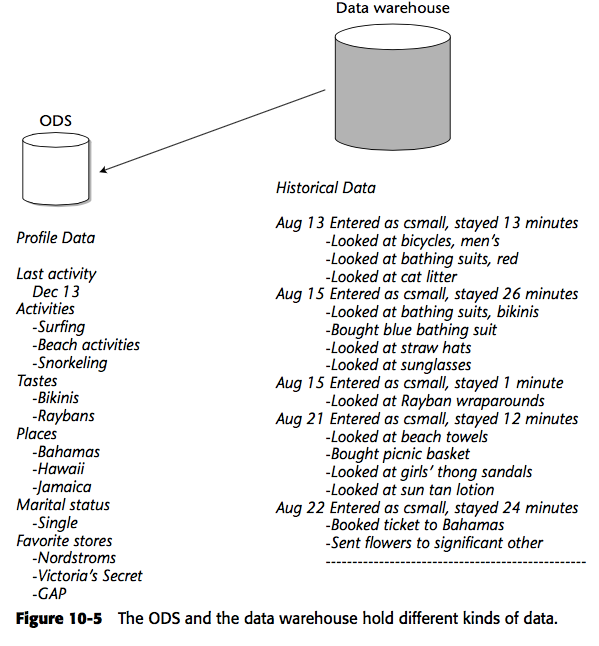 Data warehouse
ODS
Profile Data
Last activity
Dec 13
Activities
-Surfing
-Beach activities
-Snorkeling
Tastes
-Bikinis
-Raybans
Places
-Bahamas
-Hawaii
-Jamaica
Marital status
-Single
Favorite stores
-Nordstroms
-Victoria's Secret
-GAP
Historical Data
Aug 13 Entered as csmall, stayed 13 minutes
-Looked at bicycles, men's
-Looked at bathing suits, red
-Looked at cat litter
Aug 15 Entered as csmall, stayed 26 minutes
-Looked at bathing suits, bikinis
-Bought blue bathing suit
-Looked at straw hats
-Looked at sunglasses
Aug 15 Entered as csmall, stayed 1 minute
-Looked at Rayban wraparounds
Aug 21 Entered as csmall, stayed 12 minutes
-Looked at beach towels
-Bought picnic basket
-Looked at girls' thong sandals
-Looked at sun tan lotion
Aug 22 Entered as csmall, stayed 24 minutes
-Booked ticket to Bahamas
-Sent flowers to significant other
------------------------------------------------
Figure 10-5 The ODS and the data warehouse hold different kinds of data.